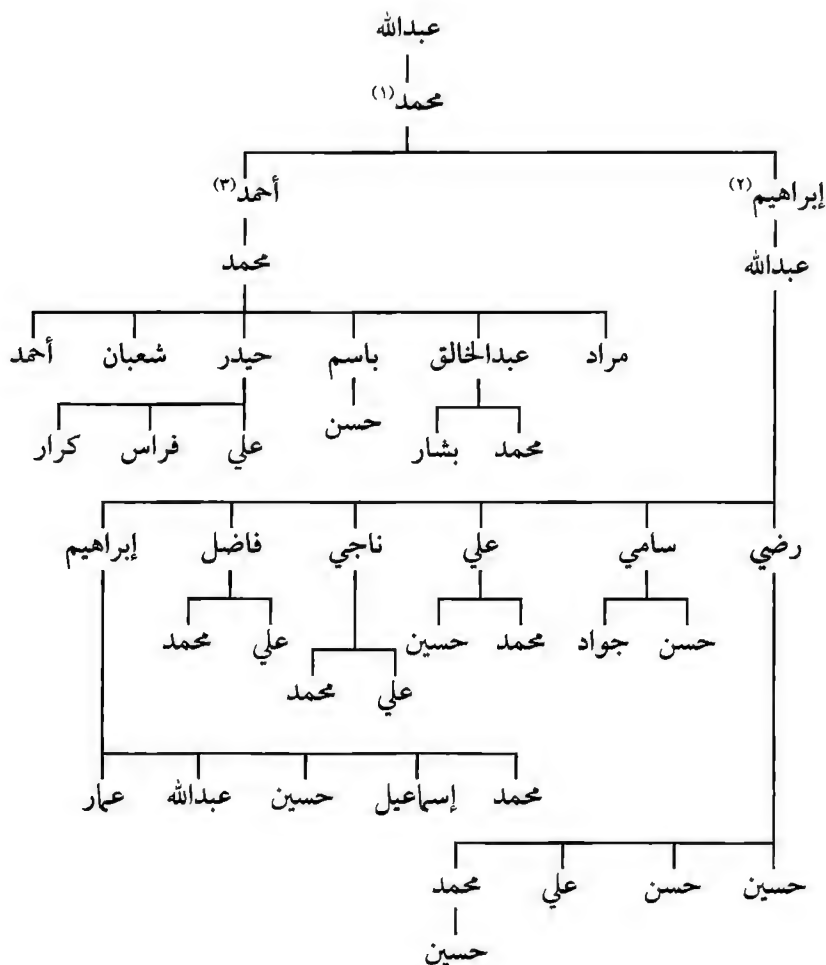 عبدالله
محمد(١)
إبراهيم(٢) أحمد(٣)
عبدالله محمد
مراد عبدالخالق باسم حيدر شعبان أحمد
محمد بشار حسن علي فراس كرار
رضي سامي علي ناجي فاضل إبراهيم
حسن جواد محمد حسين علي محمد
علي محمد
محمد إسماعيل حسين عبدالله عمار
حسين حسن علي محمد
حسين